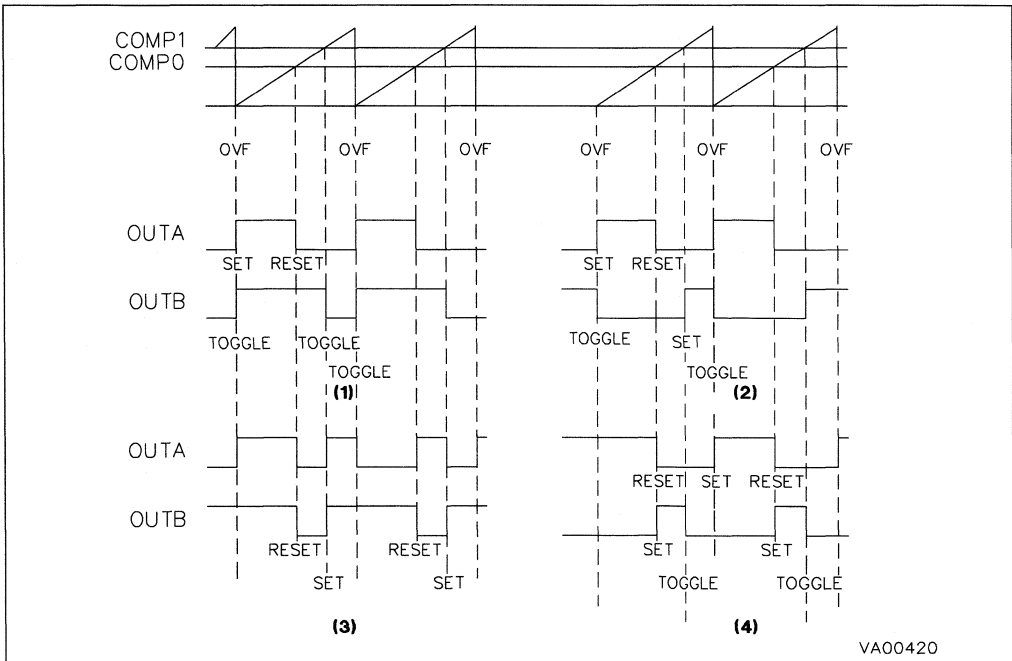 COMP1
COMP0
OVF OVF OVF OVF OVF OVF
OUTA
SET RESET SET RESET
OUTB
TOGGLE TOGGLE TOGGLE SET
TOGGLE TOGGLE
(1) (2)
OUTA
RESET SET RESET
OUTB
RESET RESET SET SET
SET SET TOGGLE TOGGLE
(3) (4)
VA00420